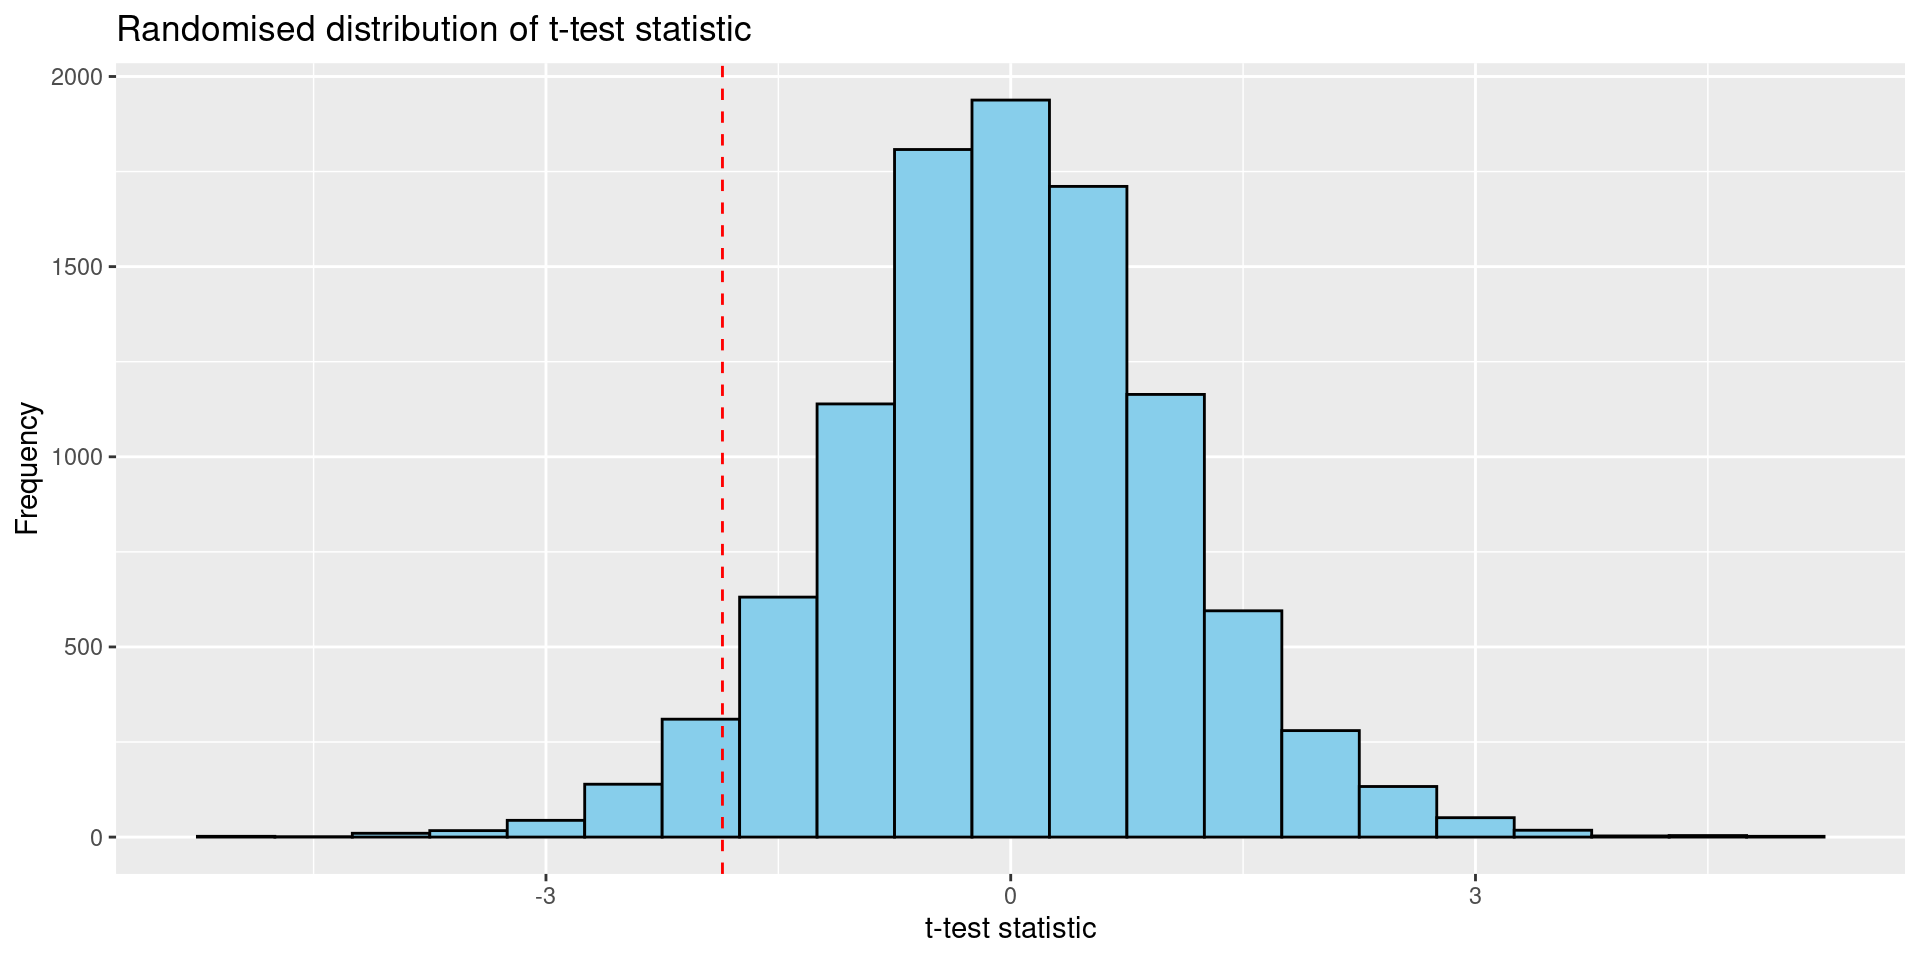 Randomised distribution of t-test statistic
2000
1500
1000
500
0
Frequency
-3 0 3
t-test statistic